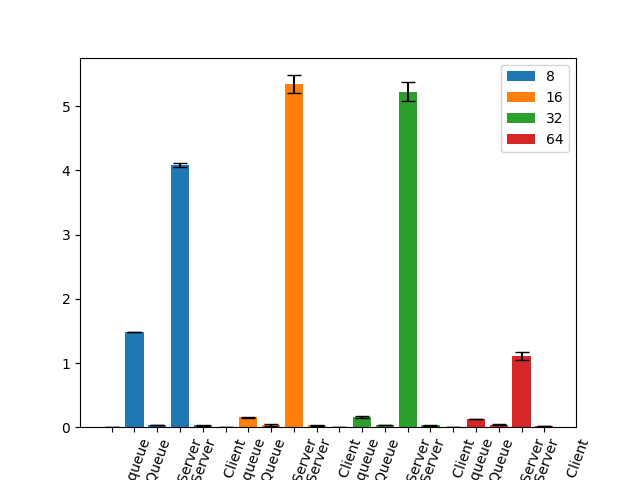 8
16
32
64
5
4
3
2
1
0
queue
Queue
Server
Server
Client
queue
Queue
Server
Server
Client
queue
Queue
Server
Server
Client
queue
Queue
Server
Server
Client